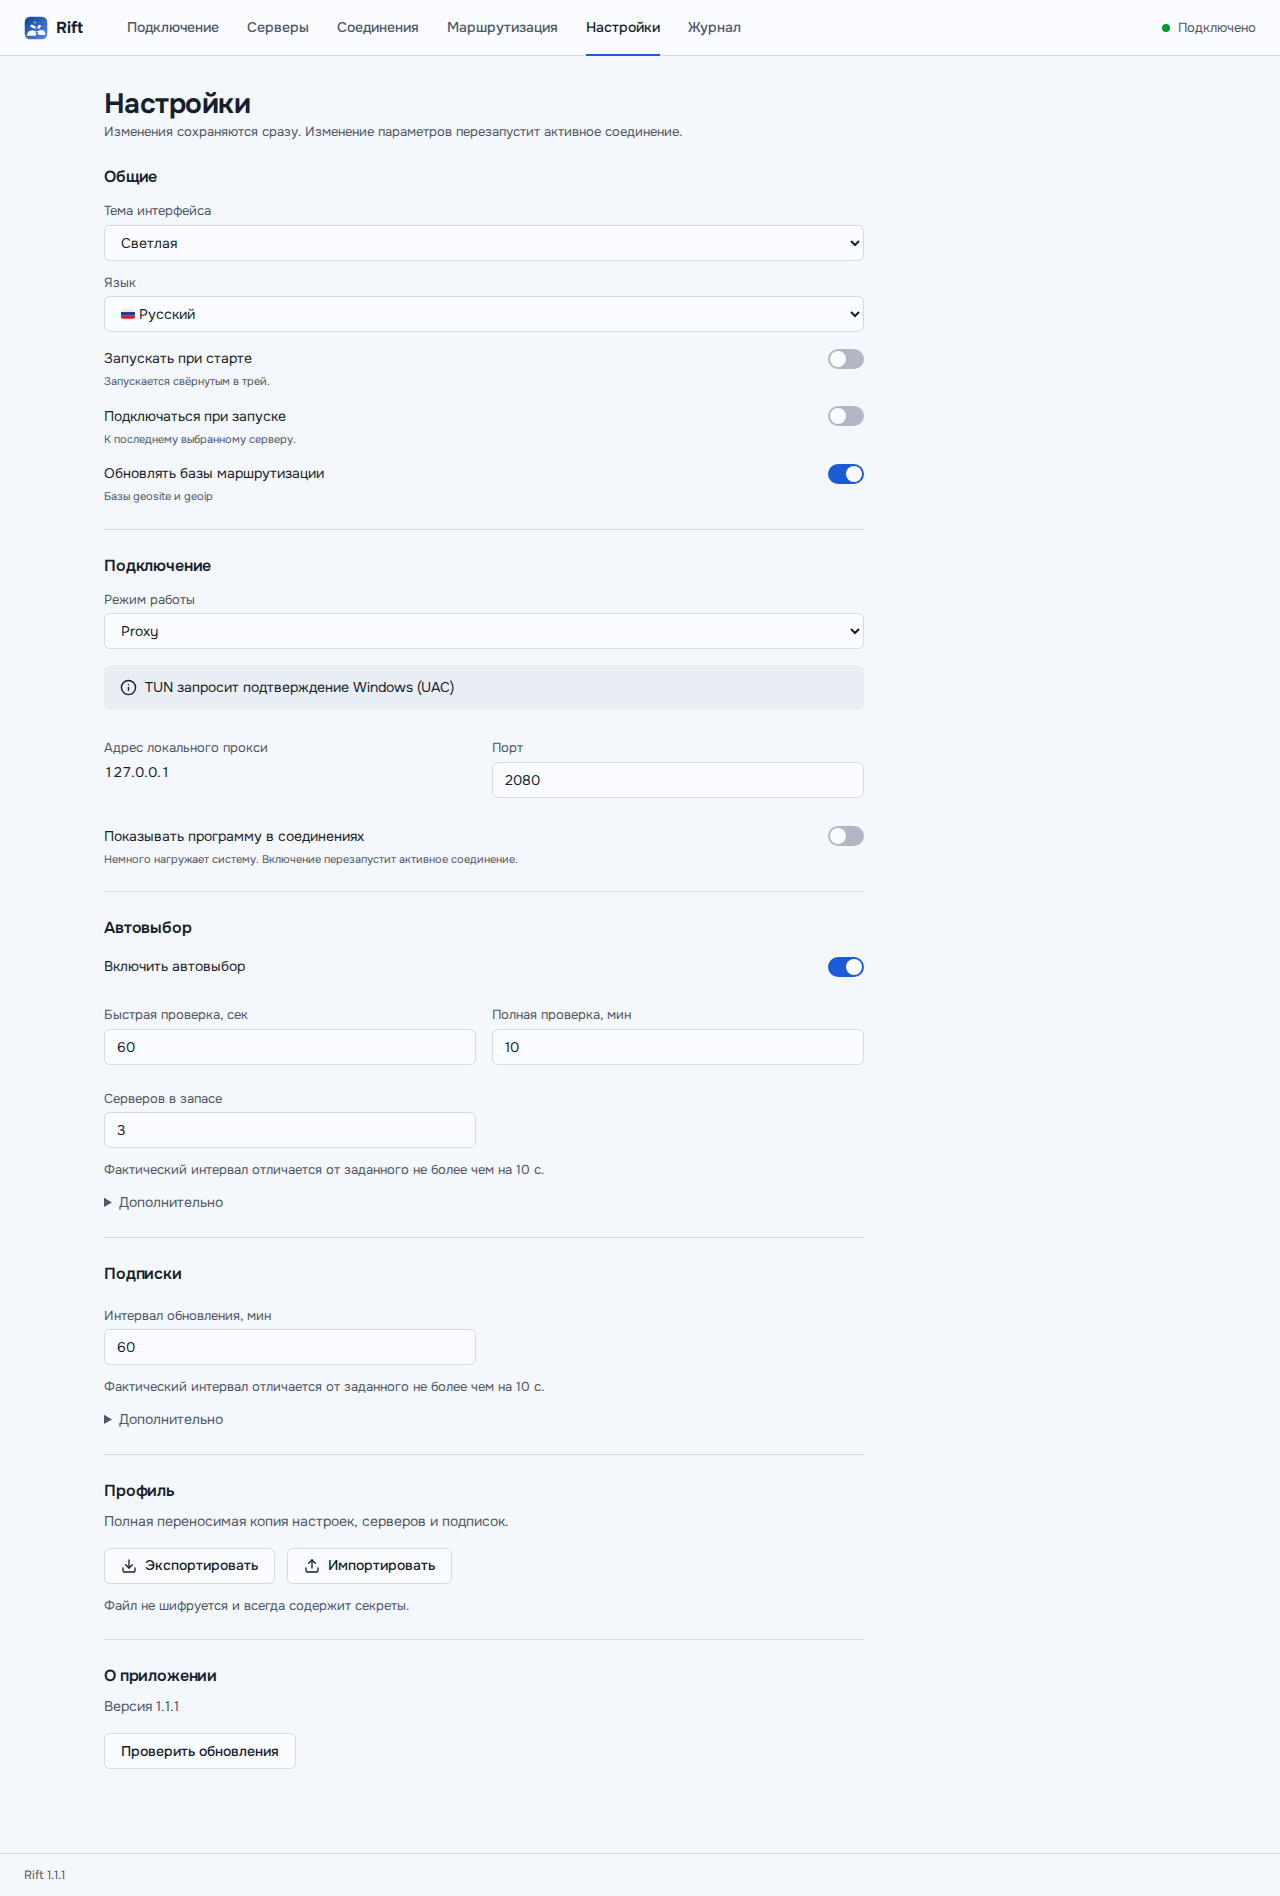 Rift
Подключение
Серверы
Соединения
Маршрутизация
Настройки
Журнал
Подключено
Настройки
Изменения сохраняются сразу. Изменение параметров перезапустит активное соединение.
Общие
Тема интерфейса
Светлая
Язык
Русский
Запускать при старте
Запускается свёрнутым в трей.
Подключаться при запуске
К последнему выбранному серверу.
Обновлять базы маршрутизации
Базы geosite и geoip
Подключение
Режим работы
Proxy
TUN запросит подтверждение Windows (UAC)
Адрес локального прокси
127.0.0.1
Порт
2080
Показывать программу в соединениях
Немного нагружает систему. Включение перезапустит активное соединение.
Автовыбор
Включить автовыбор
Быстрая проверка, сек
60
Полная проверка, мин
10
Серверов в запасе
3
Фактический интервал отличается от заданного не более чем на 10 с.
Дополнительно
Подписки
Интервал обновления, мин
60
Фактический интервал отличается от заданного не более чем на 10 с.
Дополнительно
Профиль
Полная переносимая копия настроек, серверов и подписок.
Экспортировать
Импортировать
Файл не шифруется и всегда содержит секреты.
О приложении
Версия 1.1.1
Проверить обновления
Rift 1.1.1